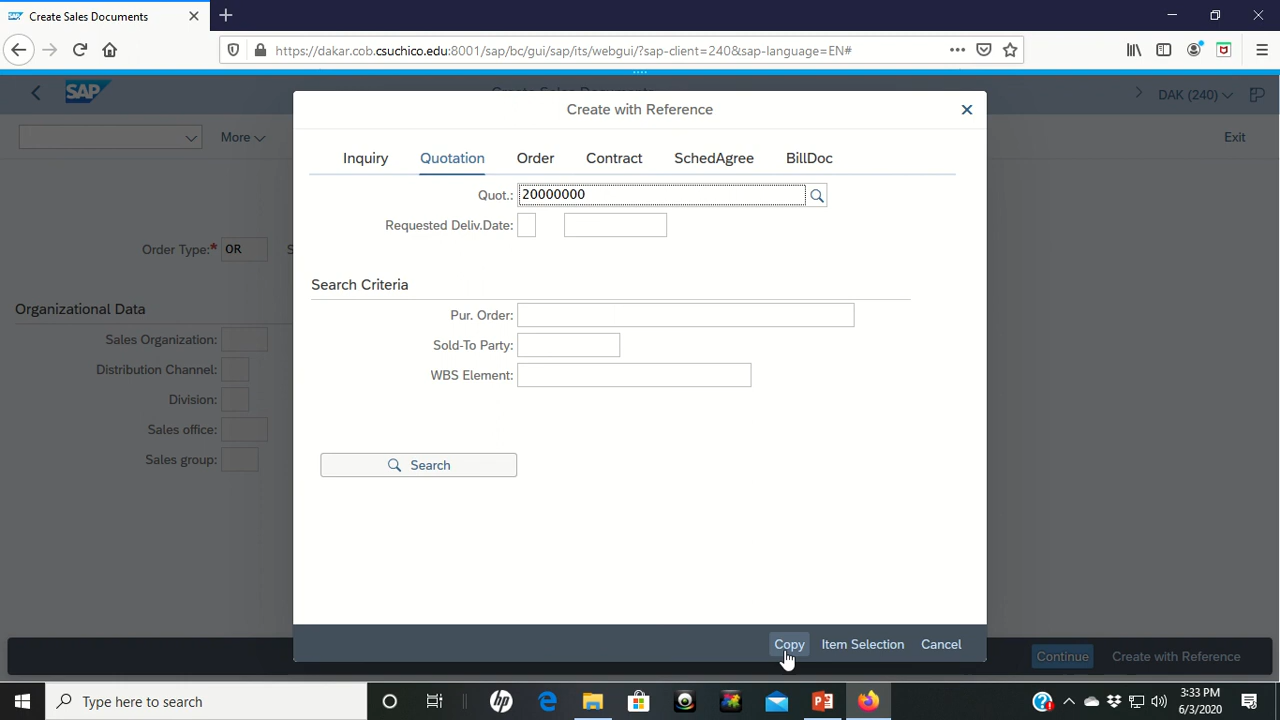 SAP Create Sales Documents
https://dakar.cob.csuchico.edu:8001/sap/bc/gui/sap/its/webgui/?sap-client=240&sap-language=EN#
SAP DAK (240)
Create with Reference
More Exit
Inquiry Quotation Order Contract SchedAgree BillDoc
Quot.: 20000000
Requested Deliv.Date:
Order Type:* OR S
Search Criteria
Organizational Data
Pur. Order:
Sales Organization:
Sold-To Party:
Distribution Channel:
WBS Element:
Division:
Sales office:
Sales group:
Search
Copy Item Selection Cancel
Continue Create with Reference
Type here to search
3:33 PM
6/3/2020